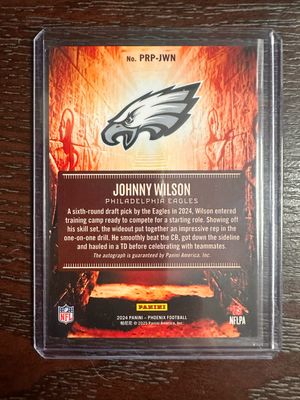 No. PRP-JWN
JOHNNY WILSON
PHILADELPHIA EAGLES
A sixth-round draft pick by the Eagles in 2024, Wilson entered
training camp ready to compete for a starting role. Showing off
his skill set, the wideout put together an impressive rep in the
one-on-one drill. He smoothly beat the CB, got down the sideline
and hauled in a TD before celebrating with teammates.
The autograph is guaranteed by Panini America, Inc.
NFL
PANINI
NFLPA
2024 PANINI – PHOENIX FOOTBALL
© 2025 Panini America, Inc.